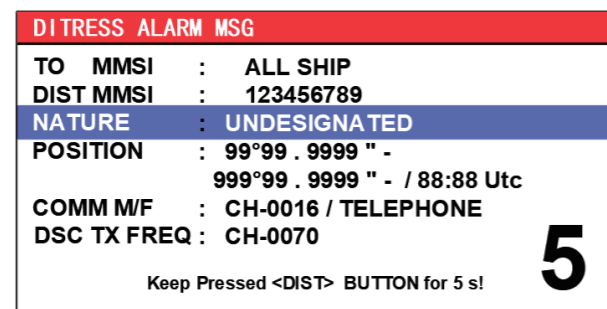 DITRESS ALARM MSG
TO MMSI : ALL SHIP
DIST MMSI : 123456789
NATURE : UNDESIGNATED
POSITION : 99°99 . 9999 " -
999°99 . 9999 " - / 88:88 Utc
COMM M/F : CH-0016 / TELEPHONE
DSC TX FREQ : CH-0070
5
Keep Pressed <DIST> BUTTON for 5 s!